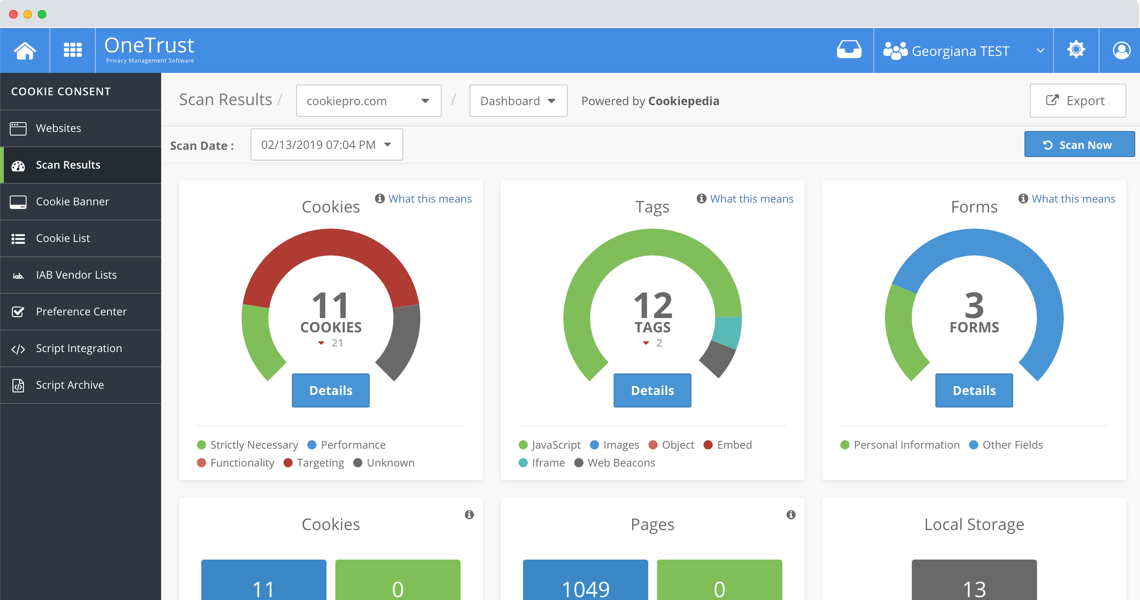 OneTrust
Privacy Management Software
Georgiana TEST
COOKIE CONSENT
Websites
Scan Results
Cookie Banner
Cookie List
iab. IAB Vendor Lists
Preference Center
</> Script Integration
Script Archive
Scan Results / cookiepro.com / Dashboard Powered by Cookiepedia Export
Scan Date : 02/13/2019 07:04 PM Scan Now
Cookies What this means
11
COOKIES
21
Details
Strictly Necessary Performance
Functionality Targeting Unknown
Tags What this means
12
TAGS
2
Details
JavaScript Images Object Embed
Iframe Web Beacons
Forms What this means
3
FORMS
Details
Personal Information Other Fields
Cookies
11 0
Pages
1049 0
Local Storage
13